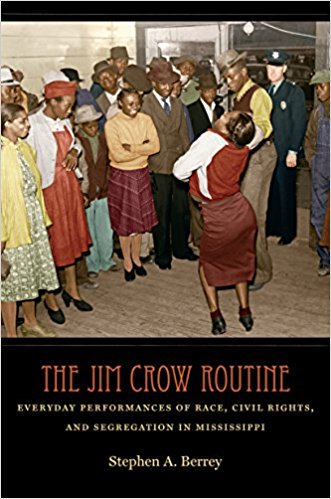 THE JIM CROW ROUTINE
EVERYDAY PERFORMANCES OF RACE, CIVIL RIGHTS,
AND SEGREGATION IN MISSISSIPPI
Stephen A. Berrey